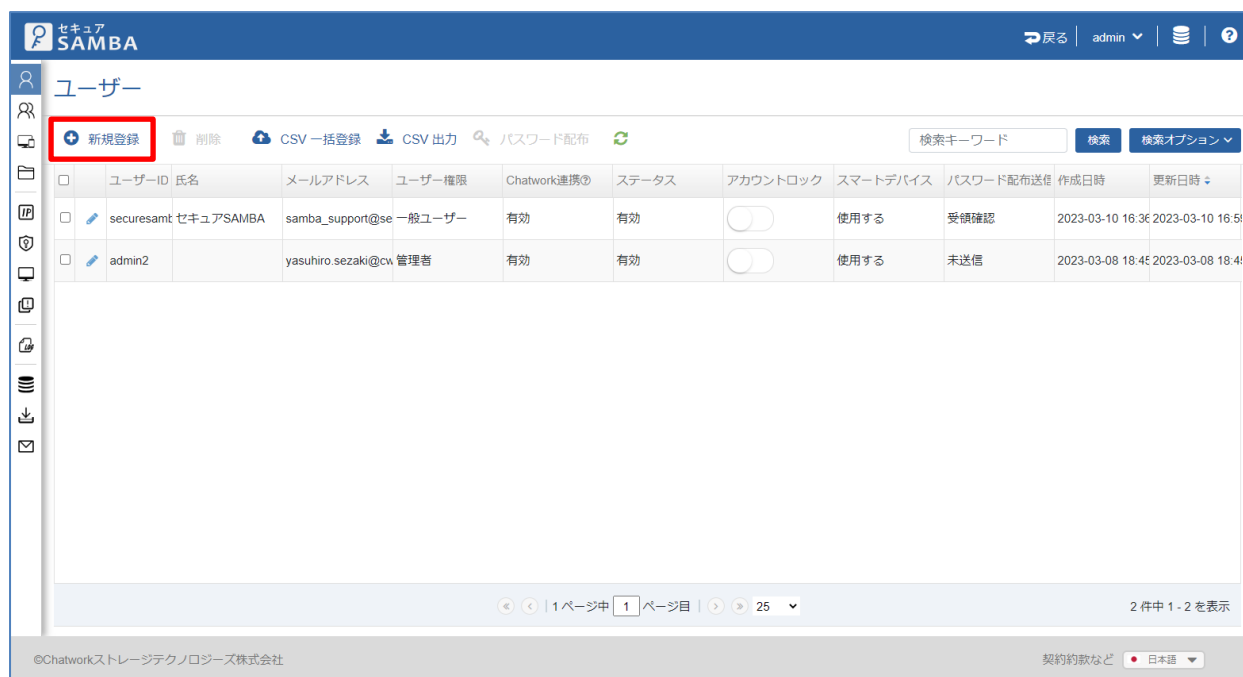 セキュア
SAMBA
戻る admin
ユーザー
新規登録 削除 CSV 一括登録 CSV 出力 パスワード配布 検索キーワード 検索 検索オプション
ユーザーID 氏名 メールアドレス ユーザー権限 Chatwork連携 ステータス アカウントロック スマートデバイス パスワード配布送信 作成日時 更新日時
securesamb セキュアSAMBA samba_support@se 一般ユーザー 有効 有効 使用する 受領確認 2023-03-10 16:36 2023-03-10 16:5
admin2 yasuhiro.sezaki@cw 管理者 有効 有効 使用する 未送信 2023-03-08 18:45 2023-03-08 18:4
1 ページ中 1 ページ目 25 2 件中 1 - 2 を表示
©Chatworkストレージテクノロジーズ株式会社 契約約款など 日本語